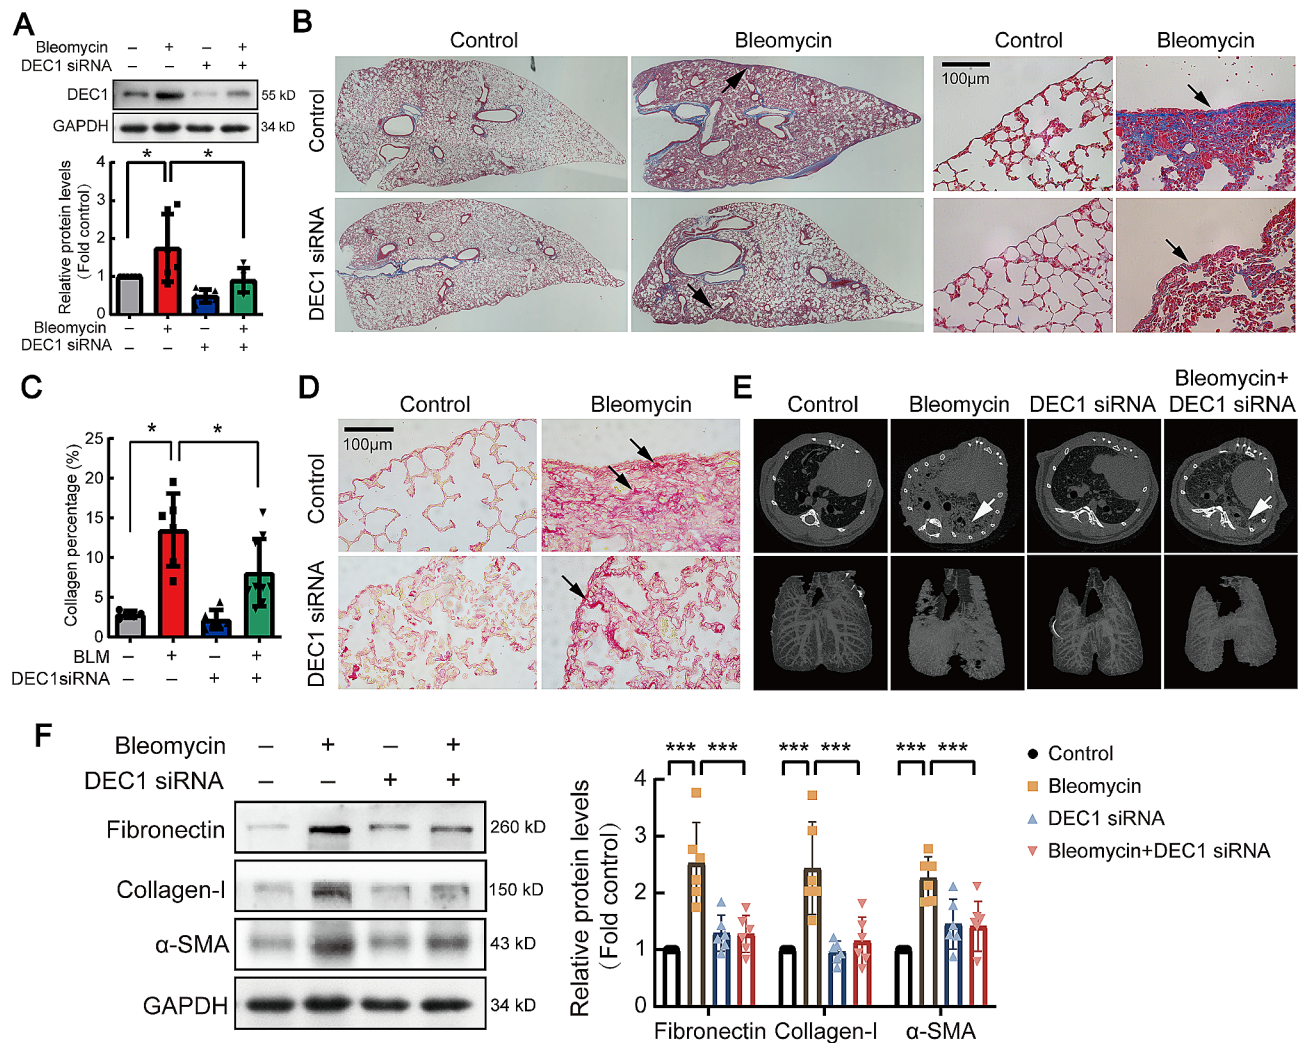 A
Bleomycin – + – +
DEC1 siRNA – – + +
DEC1 55 kD
GAPDH 34 kD
Relative protein levels
(Fold control)
4
3
2
1
0
* *
Bleomycin – + – +
DEC1 siRNA – – + +
B
Control Bleomycin Control Bleomycin
Control
DEC1 siRNA
100μm
C
Collagen percentage (%)
25
20
15
10
5
0
* *
BLM – + – +
DEC1siRNA – – + +
D
Control Bleomycin
Control
DEC1 siRNA
100μm
E
Control Bleomycin DEC1 siRNA Bleomycin+
DEC1 siRNA
F
Bleomycin – + – +
DEC1 siRNA – – + +
Fibronectin 260 kD
Collagen-I 150 kD
α-SMA 43 kD
GAPDH 34 kD
Relative protein levels
(Fold control)
4
3
2
1
0
*** *** *** *** *** ***
Fibronectin Collagen-I α-SMA
Control
Bleomycin
DEC1 siRNA
Bleomycin+DEC1 siRNA